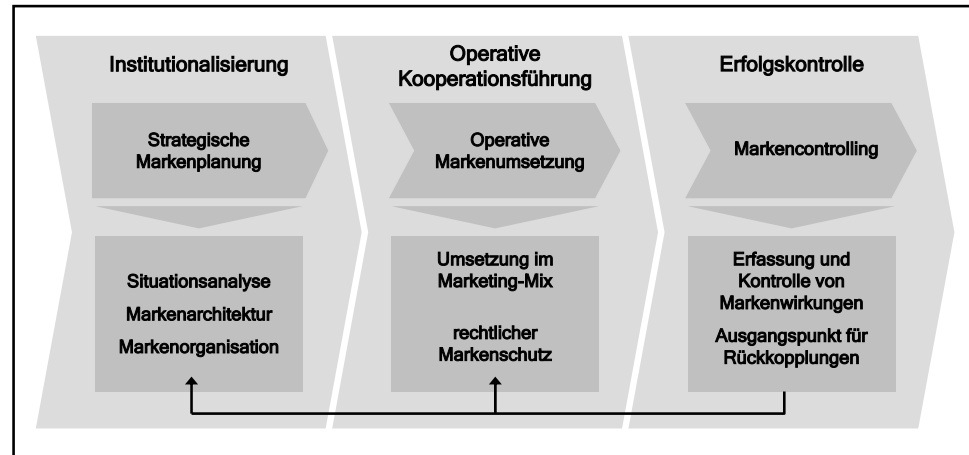 Institutionalisierung
Operative
Kooperationsführung
Erfolgskontrolle
Strategische
Markenplanung
Operative
Markenumsetzung
Markencontrolling
Situationsanalyse
Markenarchitektur
Markenorganisation
Umsetzung im
Marketing-Mix
rechtlicher
Markenschutz
Erfassung und
Kontrolle von
Markenwirkungen
Ausgangspunkt für
Rückkopplungen